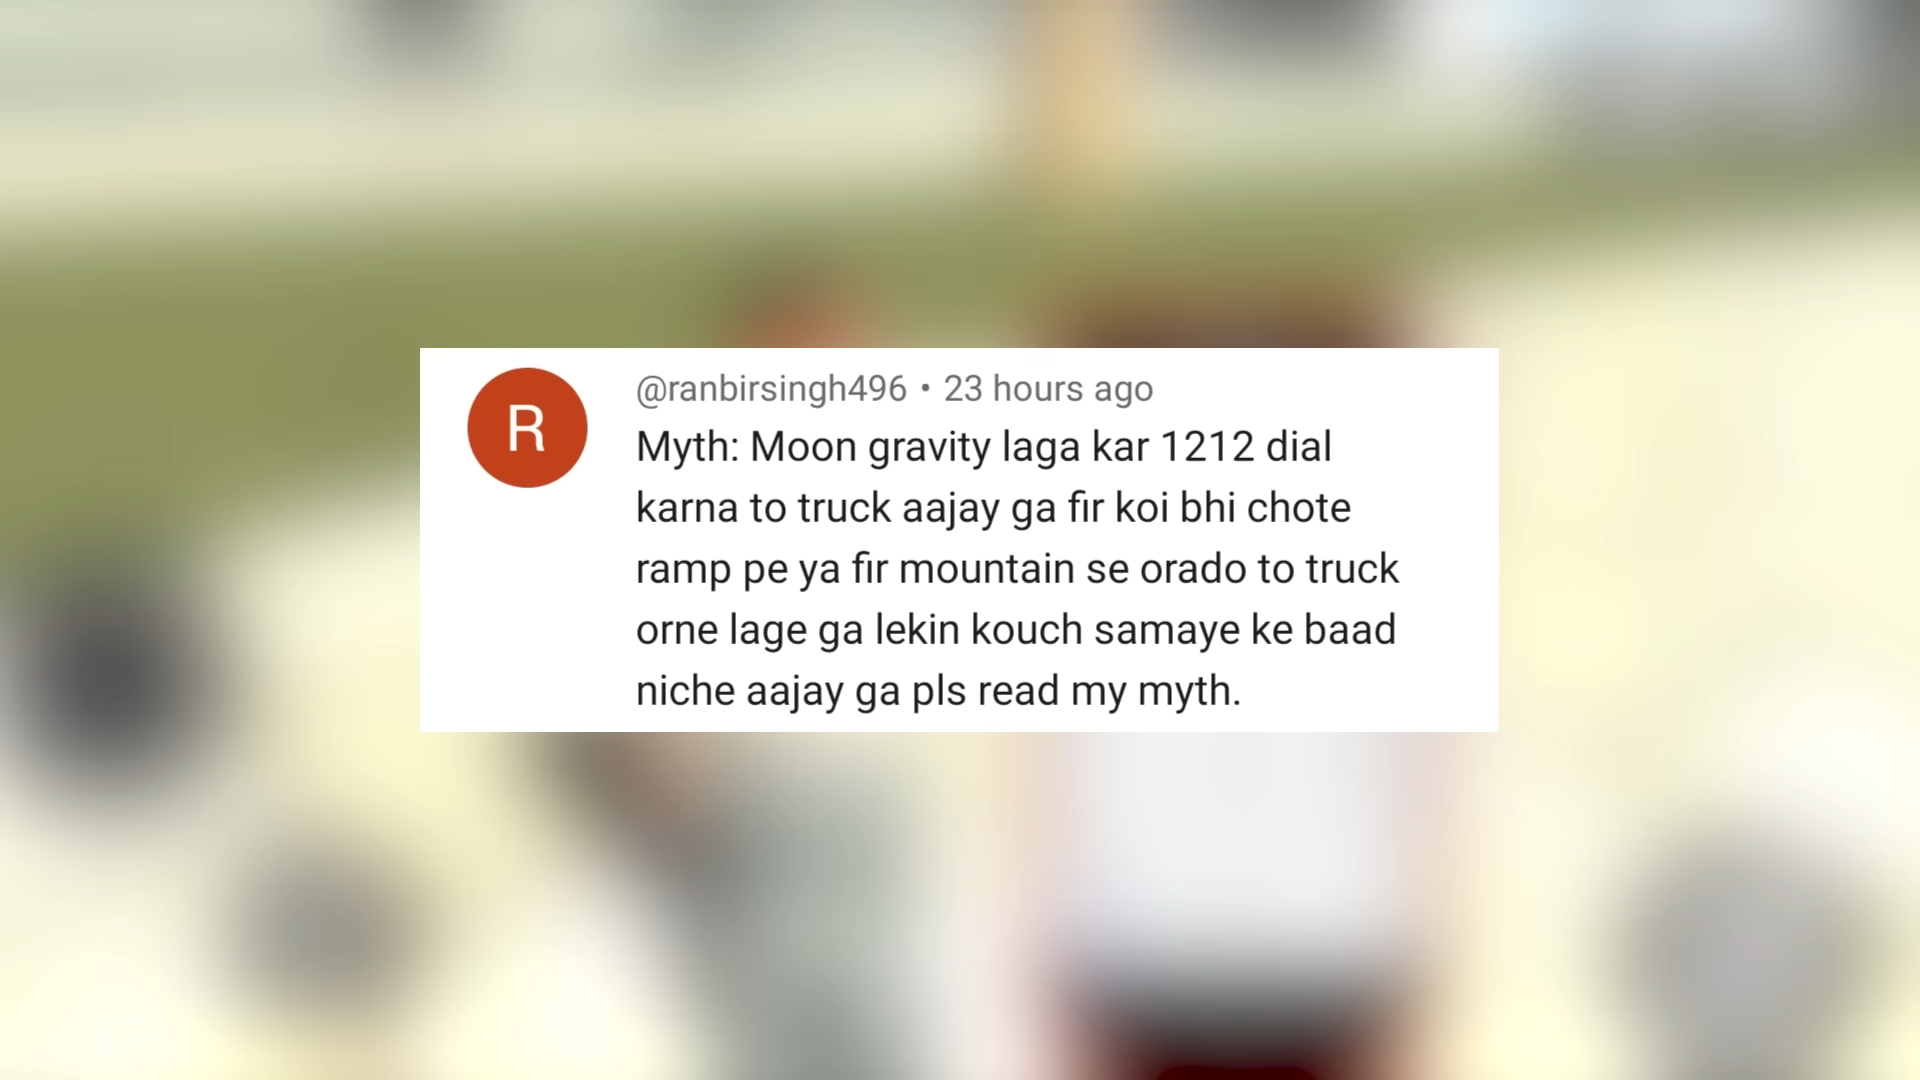 R
@ranbirsingh496 • 23 hours ago
Myth: Moon gravity laga kar 1212 dial
karna to truck aajay ga fir koi bhi chote
ramp pe ya fir mountain se orado to truck
orne lage ga lekin kouch samaye ke baad
niche aajay ga pls read my myth.